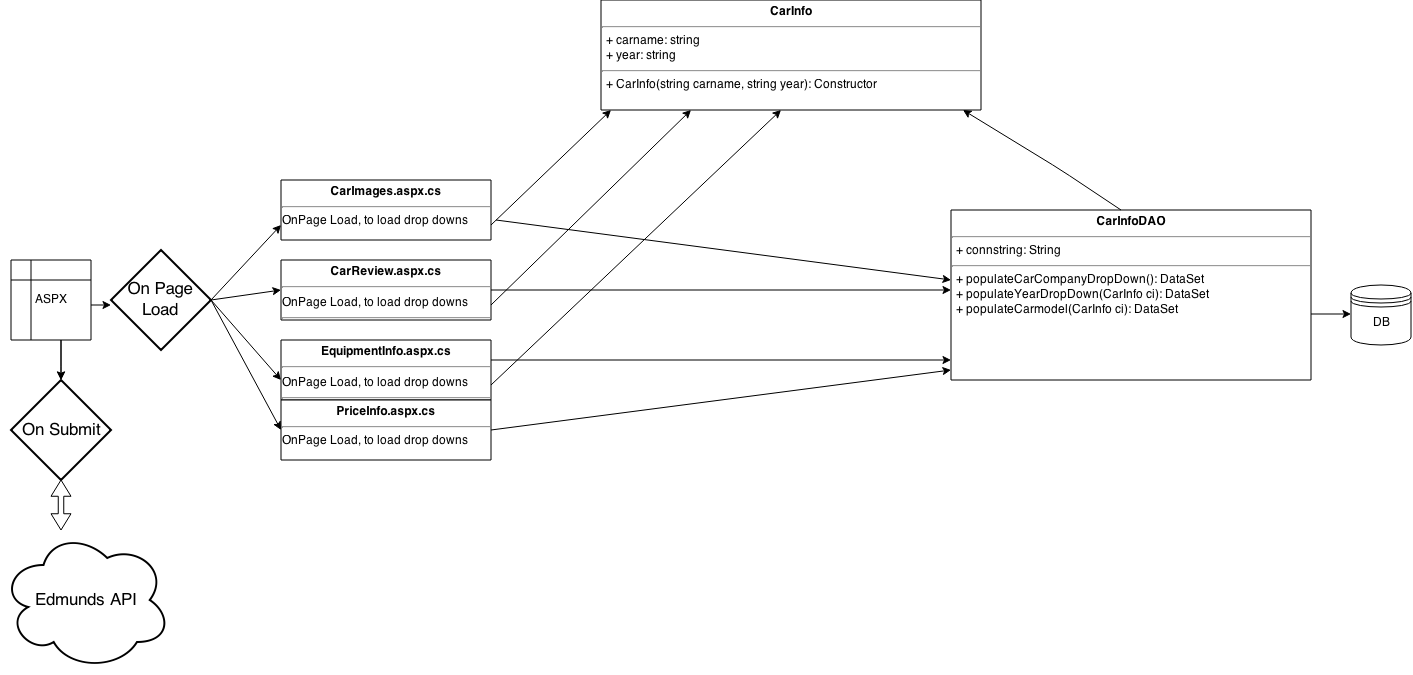 CarInfo
+ carname: string
+ year: string
+ CarInfo(string carname, string year): Constructor
CarImages.aspx.cs
OnPage Load, to load drop downs
CarReview.aspx.cs
OnPage Load, to load drop downs
EquipmentInfo.aspx.cs
OnPage Load, to load drop downs
PriceInfo.aspx.cs
OnPage Load, to load drop downs
CarInfoDAO
+ connstring: String
+ populateCarCompanyDropDown(): DataSet
+ populateYearDropDown(CarInfo ci): DataSet
+ populateCarmodel(CarInfo ci): DataSet
DB
ASPX
On Page
Load
On Submit
Edmunds API